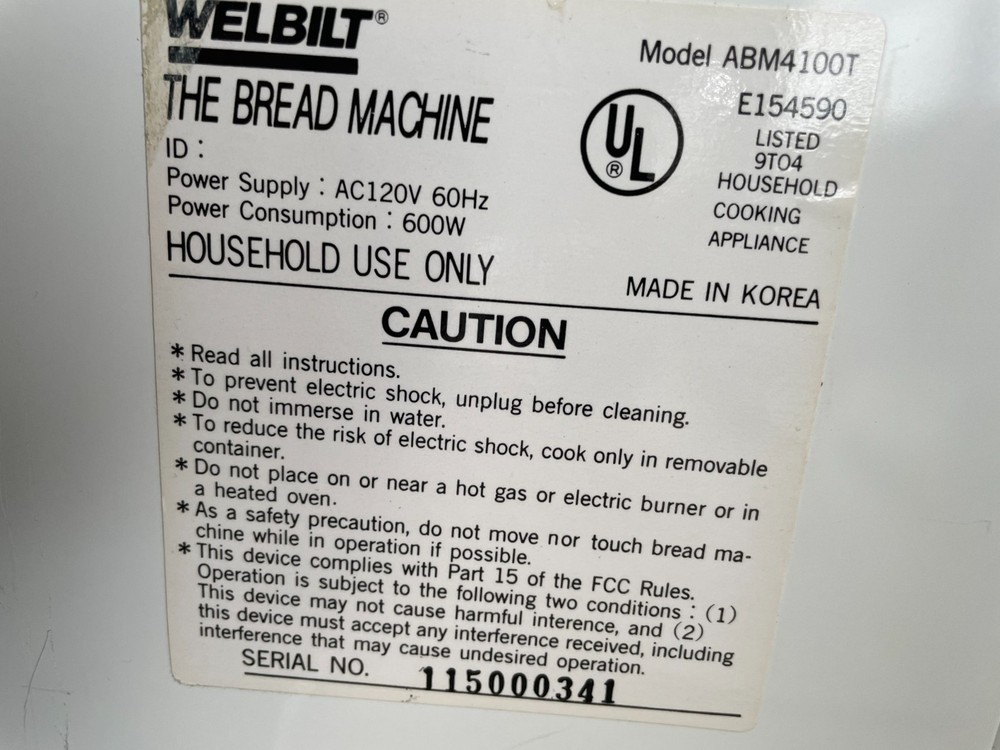 WELBILT®
THE BREAD MACHINE
ID :
Power Supply : AC120V 60Hz
Power Consumption : 600W
HOUSEHOLD USE ONLY
Model ABM4100T
UL ®
E154590
LISTED
9TO4
HOUSEHOLD
COOKING
APPLIANCE
MADE IN KOREA
CAUTION
* Read all instructions.
* To prevent electric shock, unplug before cleaning.
* Do not immerse in water.
* To reduce the risk of electric shock, cook only in removable
container.
* Do not place on or near a hot gas or electric burner or in
a heated oven.
* As a safety precaution, do not move nor touch bread ma-
chine while in operation if possible.
* This device complies with Part 15 of the FCC Rules.
Operation is subject to the following two conditions : (1)
This device may not cause harmful interence, and (2)
this device must accept any interference received, including
interference that may cause undesired operation.
SERIAL NO. 115000341